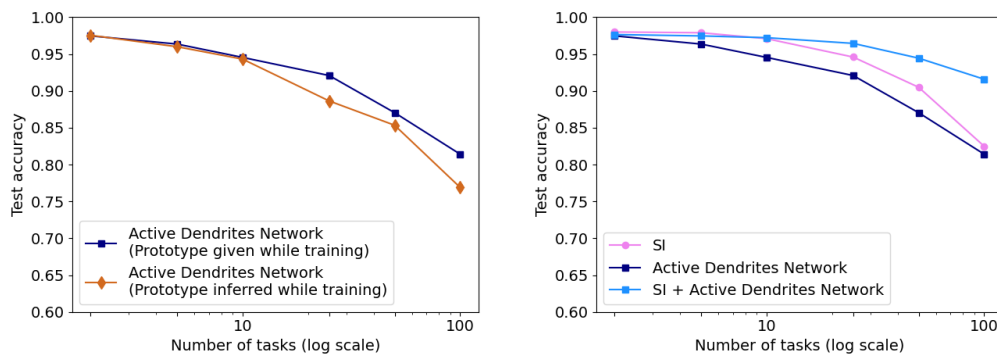 1.00
0.95
0.90
0.85
0.80
0.75
0.70
0.65
0.60
Test accuracy
Active Dendrites Network
(Prototype given while training)
Active Dendrites Network
(Prototype inferred while training)
10
100
Number of tasks (log scale)
1.00
0.95
0.90
0.85
0.80
0.75
0.70
0.65
0.60
Test accuracy
SI
Active Dendrites Network
SI + Active Dendrites Network
10
100
Number of tasks (log scale)